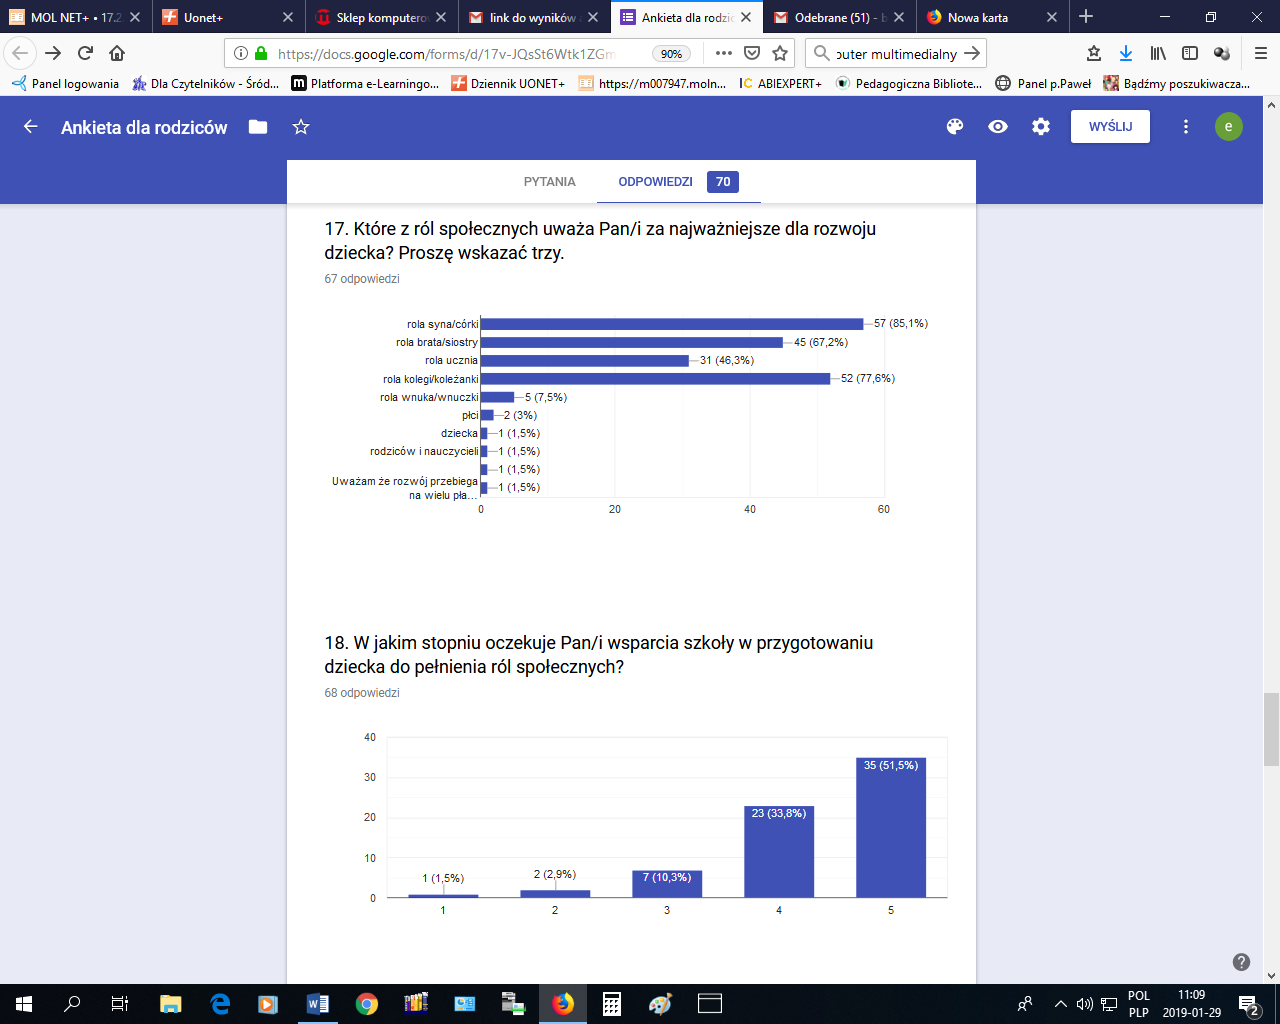 MOL NET+ • 17.2
Uonet+
Sklep komputerow
link do wyników a
Ankieta dla rodzic
Odebrane (51) - b
Nowa karta
https://docs.google.com/forms/d/17v-JQsSt6Wtk1ZGm
90%
puter multimedialny
Panel logowania
Dla Czytelników - Śród...
Platforma e-Learningo...
Dziennik UONET+
https://m007947.moln...
ABIEXPERT+
Pedagogiczna Bibliote...
Panel p.Paweł
Bądźmy poszukiwacza...
Ankieta dla rodziców
WYŚLIJ
e
PYTANIA
ODPOWIEDZI
70
17. Które z ról społecznych uważa Pan/i za najważniejsze dla rozwoju
dziecka? Proszę wskazać trzy.
67 odpowiedzi
rola syna/córki
57 (85,1%)
rola brata/siostry
45 (67,2%)
rola ucznia
31 (46,3%)
rola kolegi/koleżanki
52 (77,6%)
rola wnuka/wnuczki
5 (7,5%)
płci
2 (3%)
dziecka
1 (1,5%)
rodziców i nauczycieli
1 (1,5%)
1 (1,5%)
Uważam że rozwój przebiega
na wielu pła...
1 (1,5%)
0
20
40
60
18. W jakim stopniu oczekuje Pan/i wsparcia szkoły w przygotowaniu
dziecka do pełnienia ról społecznych?
68 odpowiedzi
40
30
20
10
0
1 (1,5%)
2 (2,9%)
7 (10,3%)
23 (33,8%)
35 (51,5%)
1
2
3
4
5
POL
PLP
11:09
2019-01-29
2